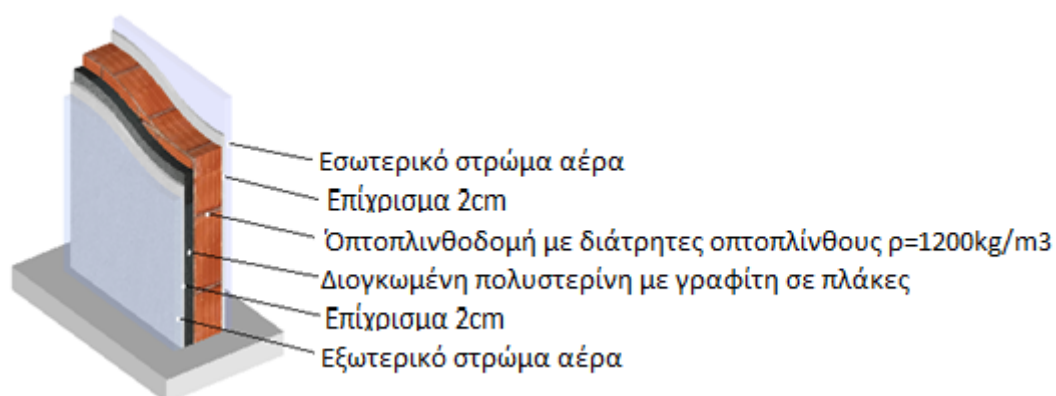 Εσωτερικό στρώμα αέρα
Επίχρισμα 2cm
Όπτοπλινθοδομή με διάτρητες οπτοπλίνθους ρ=1200kg/m3
Διογκωμένη πολυστερίνη με γραφίτη σε πλάκες
Επίχρισμα 2cm
Εξωτερικό στρώμα αέρα